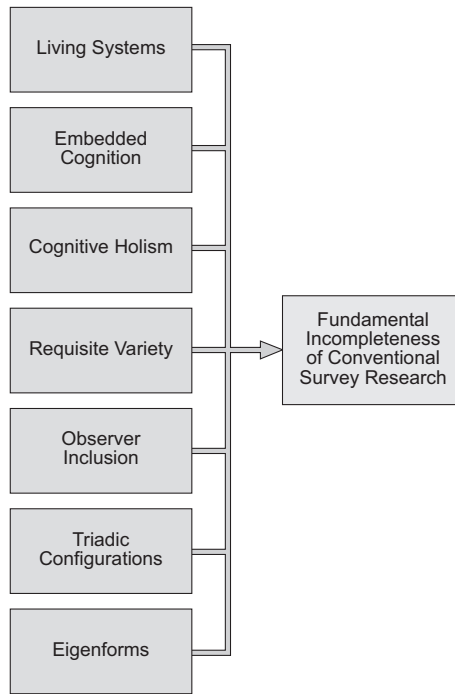 Living Systems
Embedded
Cognition
Cognitive Holism
Requisite Variety
Observer
Inclusion
Triadic
Configurations
Eigenforms
Fundamental
Incompleteness
of Conventional
Survey Research